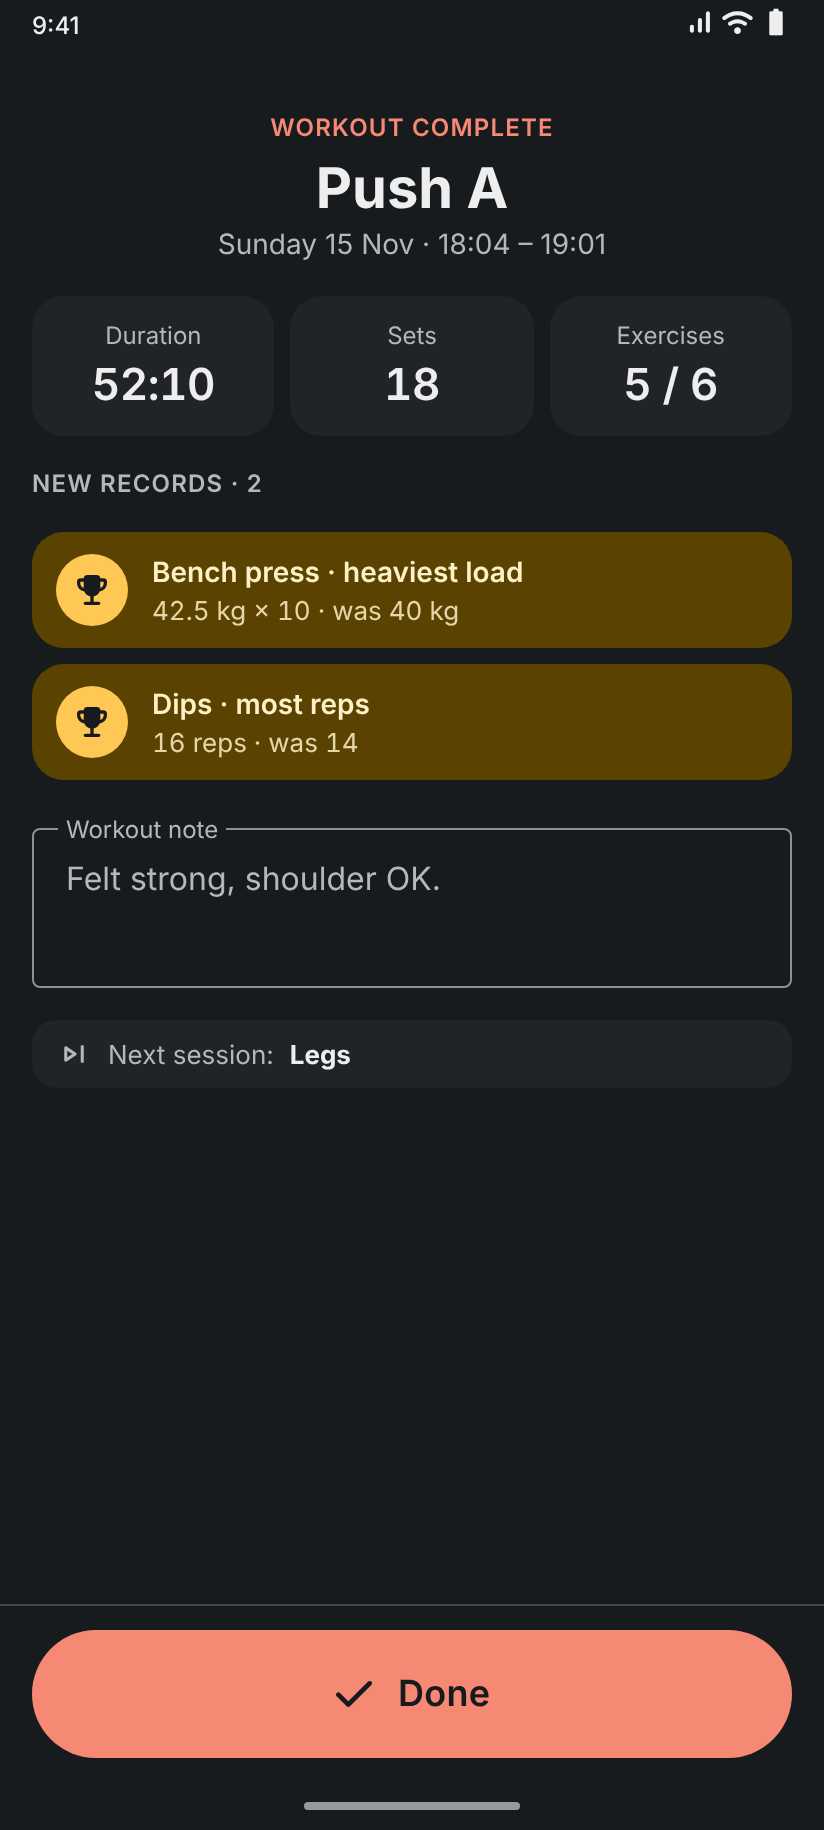 9:41
WORKOUT COMPLETE
Push A
Sunday 15 Nov · 18:04 – 19:01
Duration
52:10
Sets
18
Exercises
5 / 6
NEW RECORDS · 2
Bench press · heaviest load
42.5 kg × 10 · was 40 kg
Dips · most reps
16 reps · was 14
Workout note
Felt strong, shoulder OK.
Next session: Legs
Done